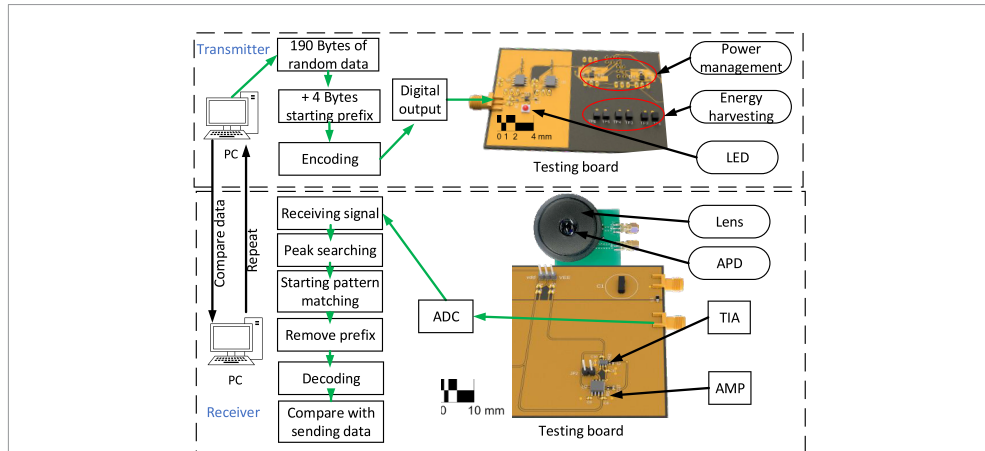 Transmitter
190 Bytes of
random data
+ 4 Bytes
starting prefix
Encoding
Digital
output
Power
management
Energy
harvesting
LED
0 1 2 4 mm
Testing board
PC
Compare data
Repeat
Receiving signal
Peak searching
Starting pattern
matching
Remove prefix
Decoding
Compare with
sending data
ADC
Lens
APD
TIA
AMP
C1
0 10 mm
Testing board
PC
Receiver